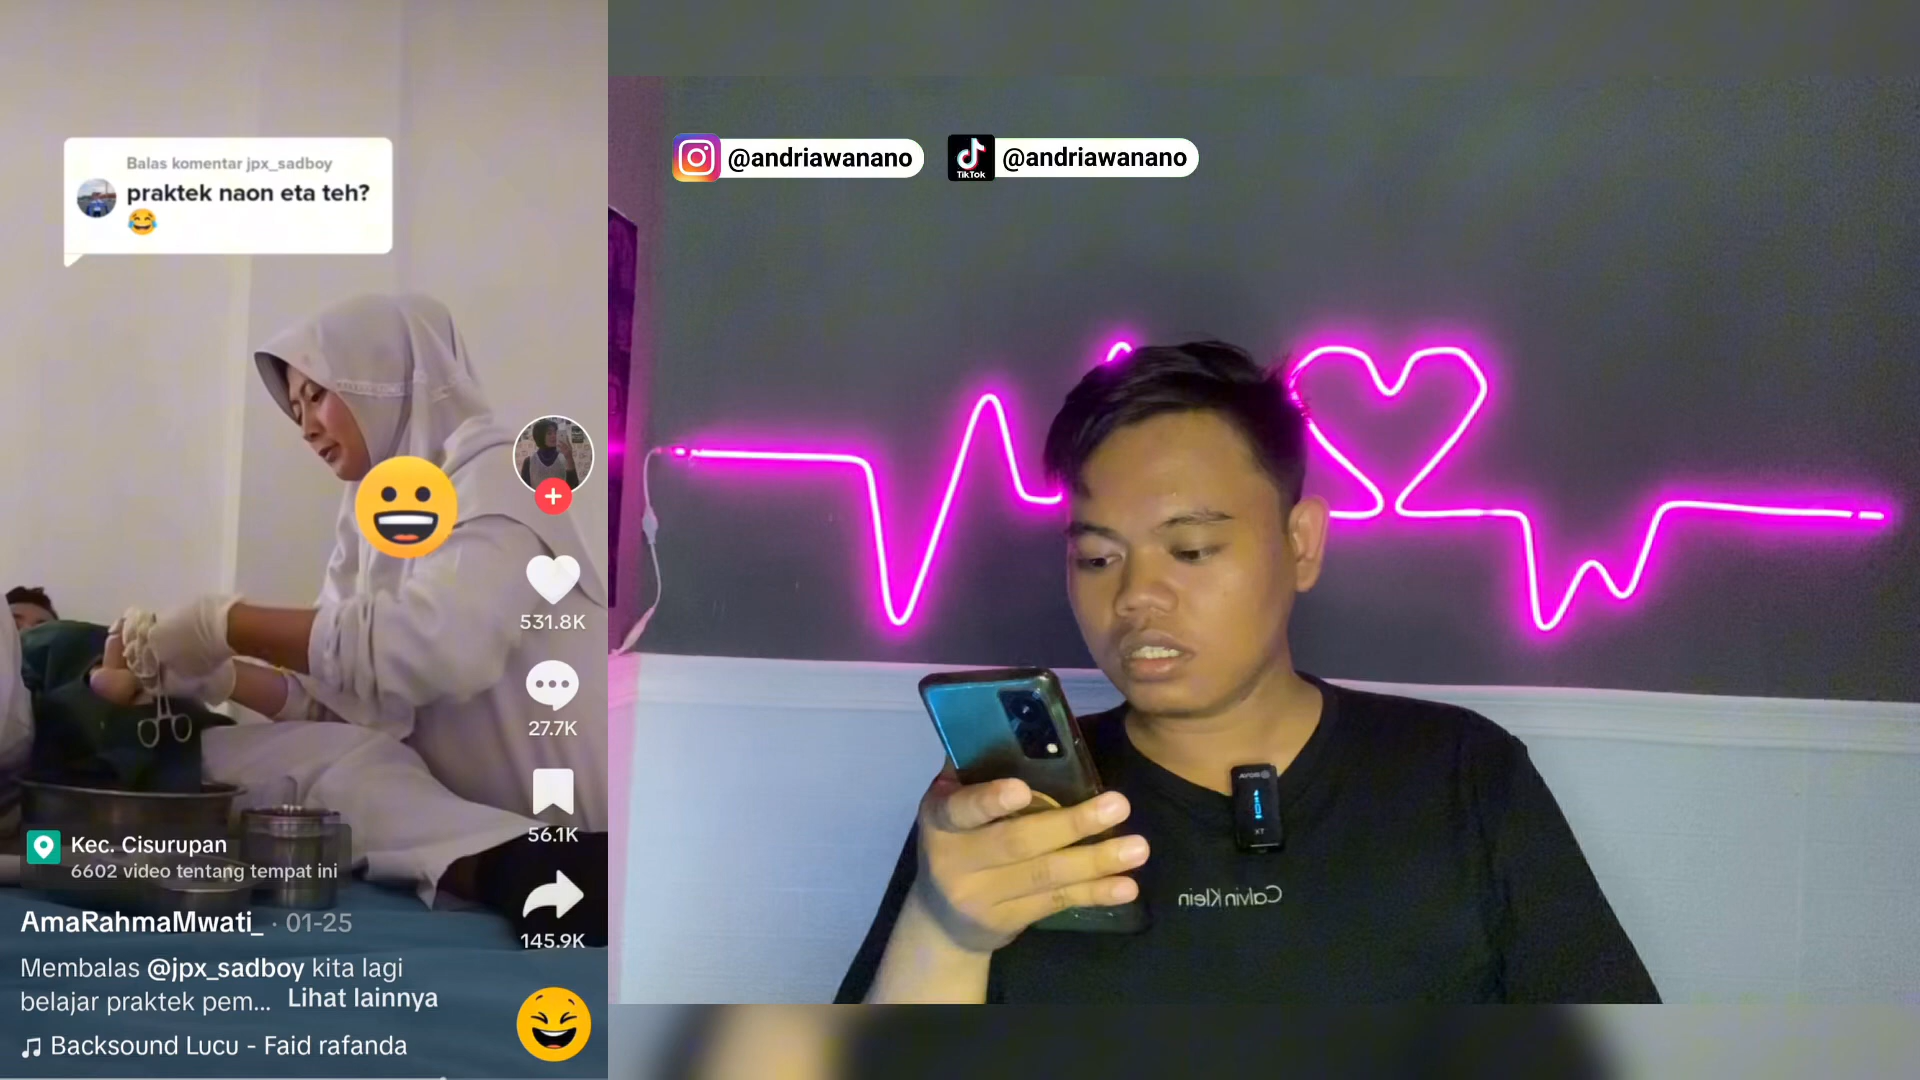 Balas komentar jpx_sadboy
praktek naon eta teh?
😂
531.8K
27.7K
56.1K
145.9K
Kec. Cisurupan
6602 video tentang tempat ini
AmaRahmaMwati_ · 01-25
Membalas @jpx_sadboy kita lagi
belajar praktek pem... Lihat lainnya
Backsound Lucu - Faid rafanda
@andriawanano
TikTok
@andriawanano
Calvin Klein